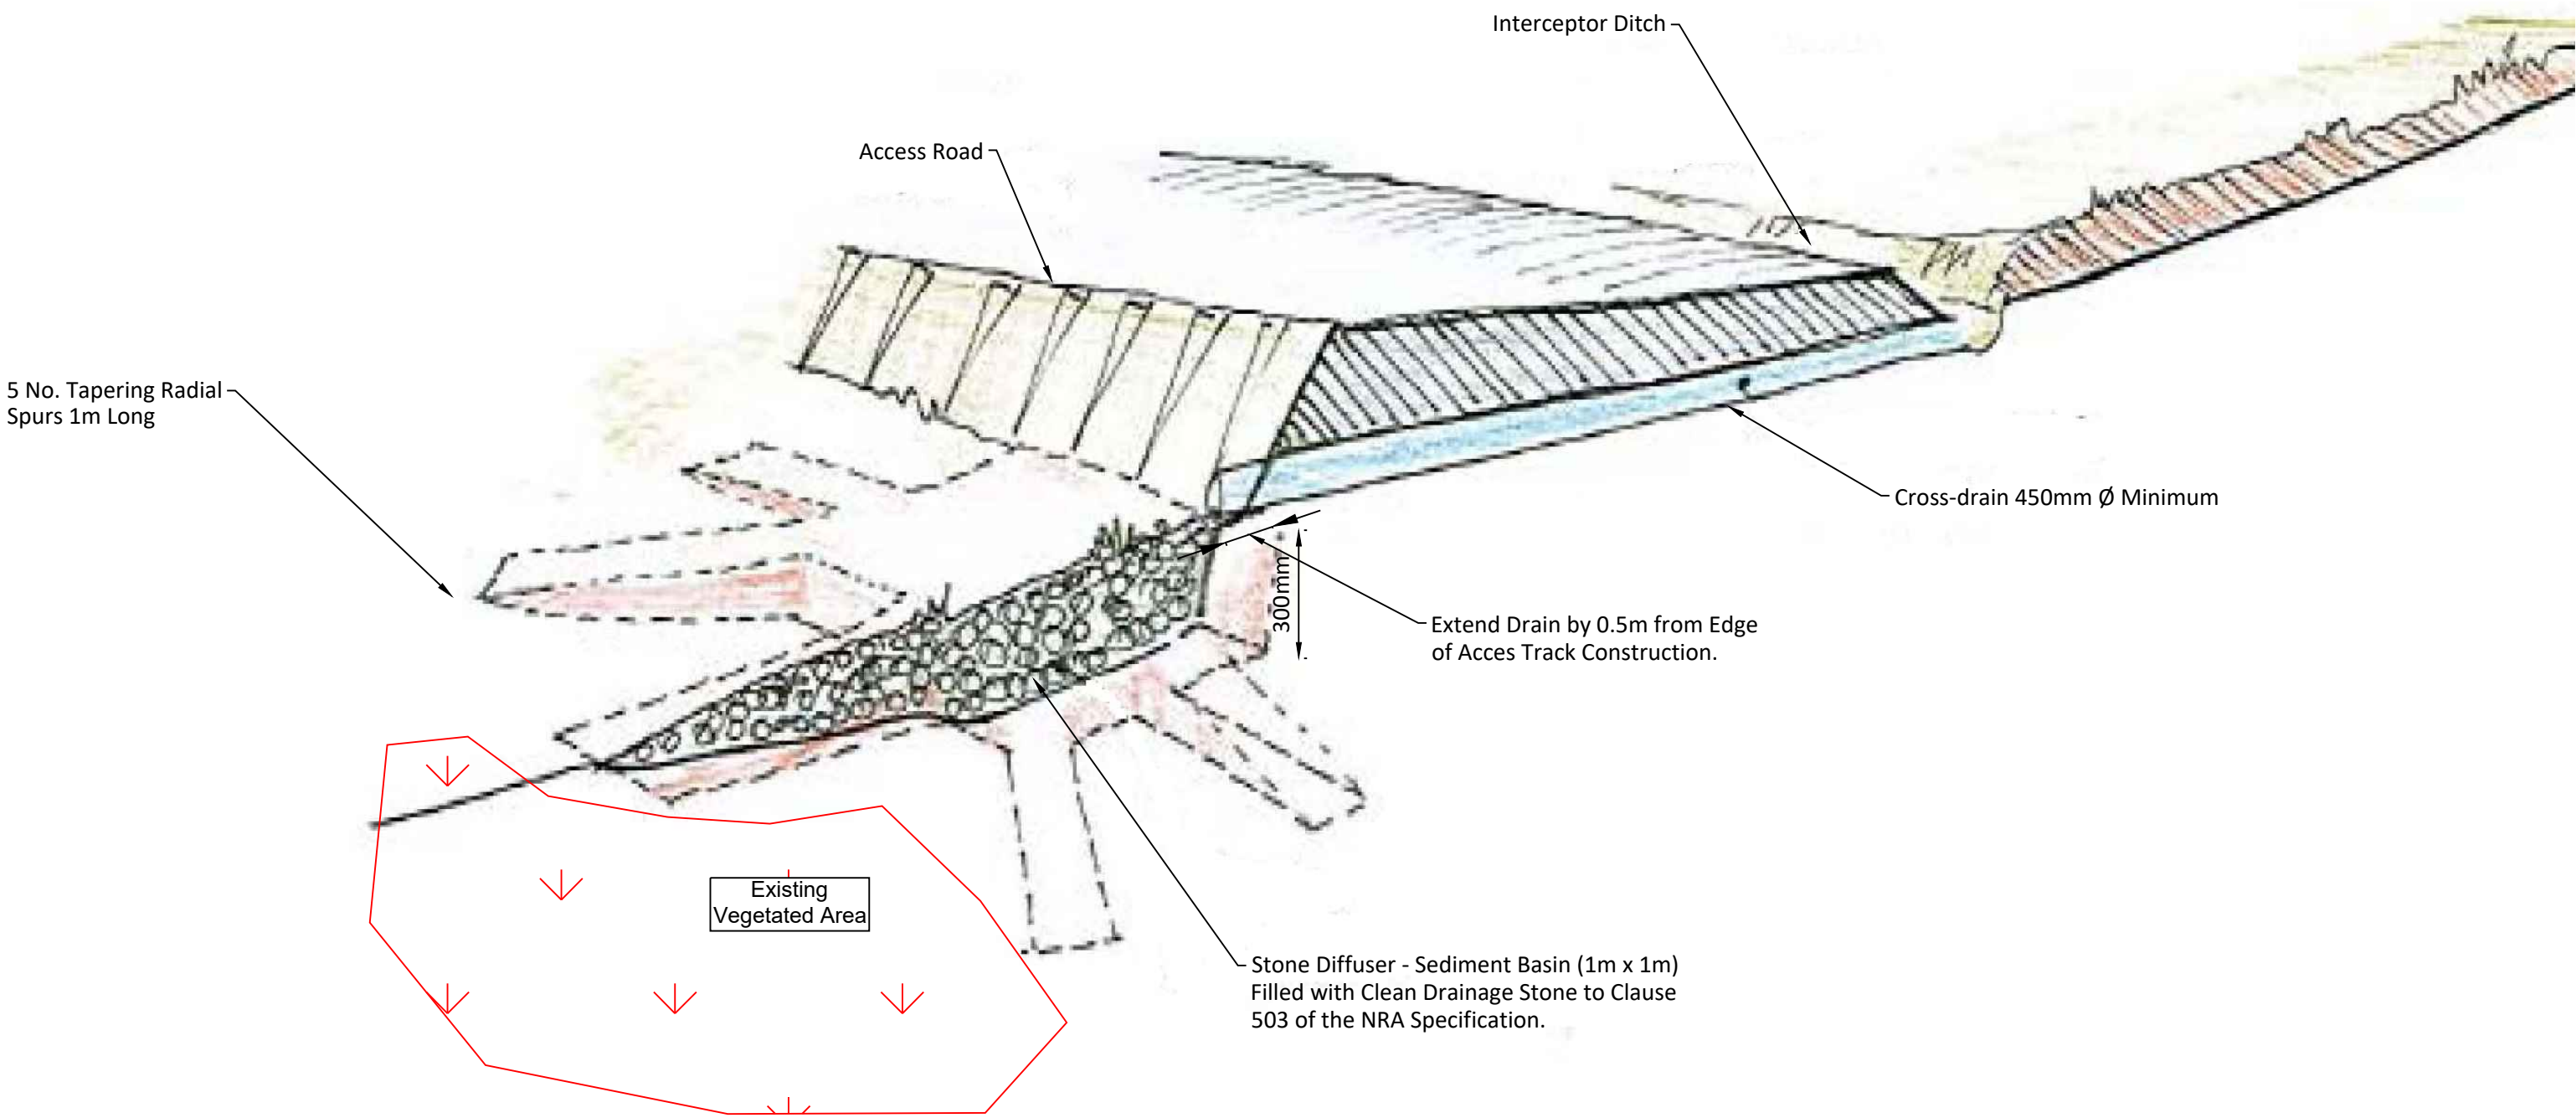 Interceptor Ditch
Access Road
5 No. Tapering Radial
Spurs 1m Long
Cross-drain 450mm Ø Minimum
300mm
Extend Drain by 0.5m from Edge
of Acces Track Construction.
Existing
Vegetated Area
Stone Diffuser - Sediment Basin (1m x 1m)
Filled with Clean Drainage Stone to Clause
503 of the NRA Specification.